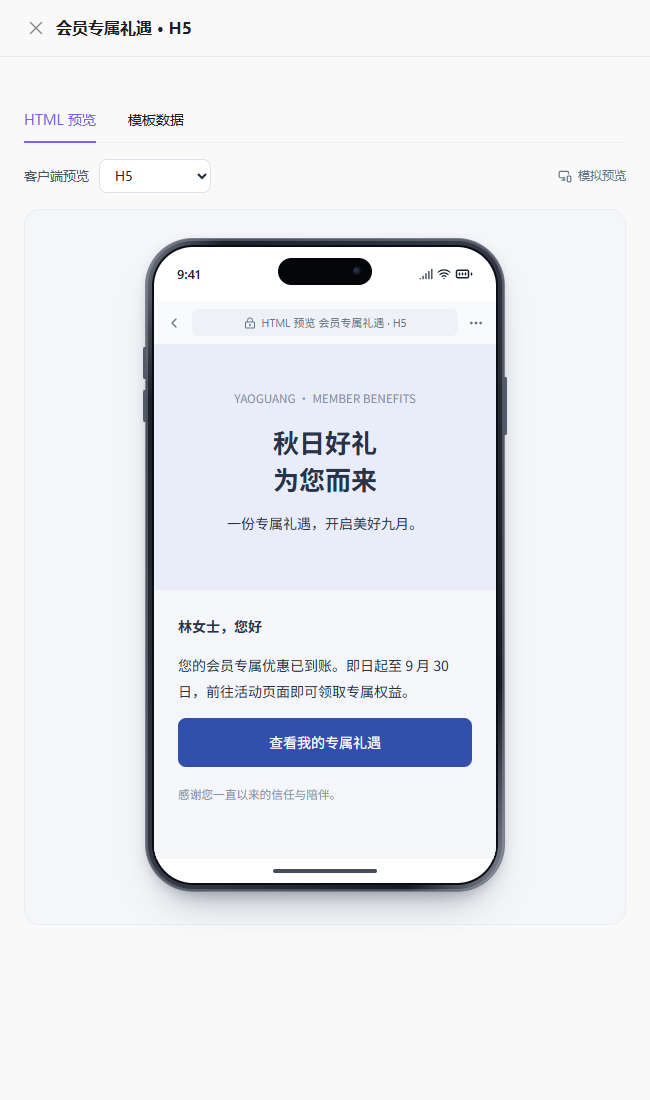 会员专属礼遇 • H5
HTML 预览
模板数据
客户端预览
H5
模拟预览
9:41
HTML 预览 会员专属礼遇 · H5
YAOGUANG · MEMBER BENEFITS
秋日好礼
为您而来
一份专属礼遇，开启美好九月。
林女士，您好
您的会员专属优惠已到账。即日起至 9 月 30
日，前往活动页面即可领取专属权益。
查看我的专属礼遇
感谢您一直以来的信任与陪伴。